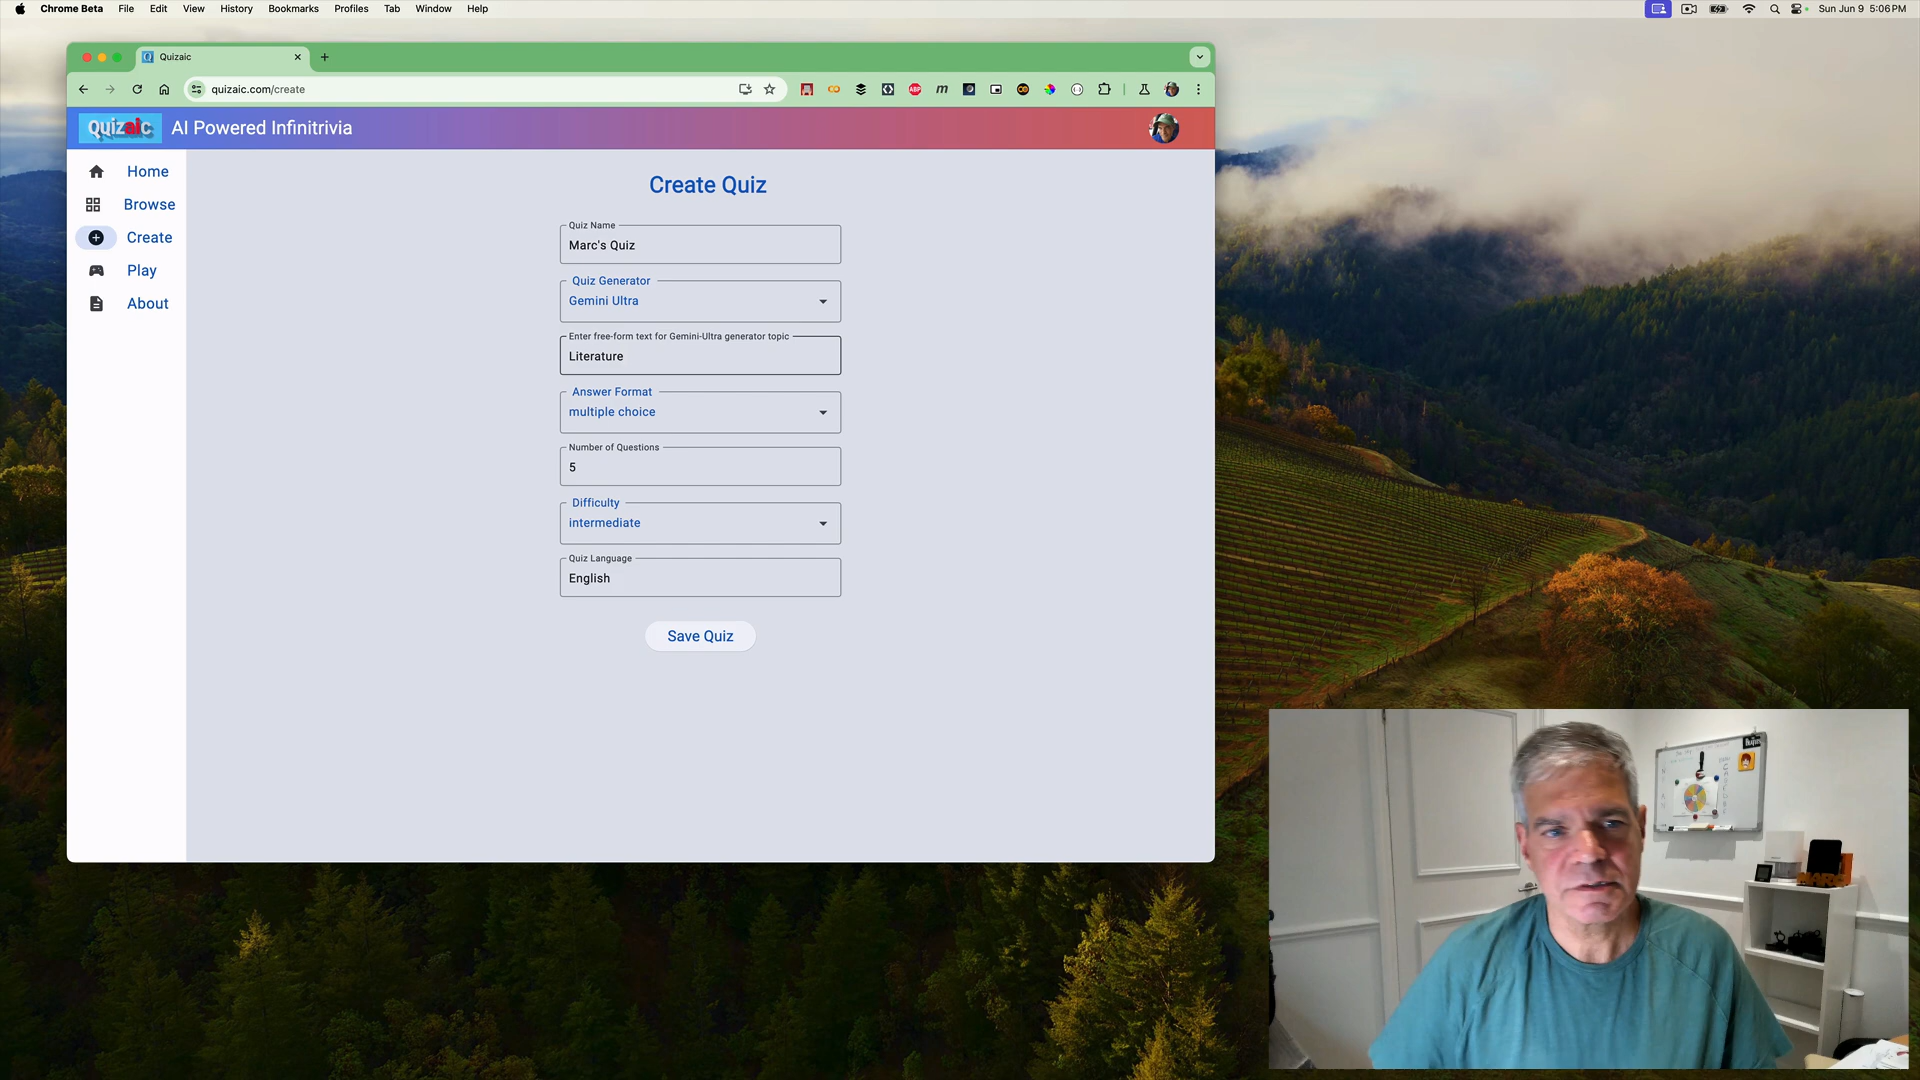 Chrome Beta File Edit View History Bookmarks Profiles Tab Window Help
Sun Jun 9 5:06 PM
Quizaic
quizaic.com/create
ABP
m
Quizaic AI Powered Infinitrivia
Home
Browse
Create
Play
About
Create Quiz
Quiz Name
Marc's Quiz
Quiz Generator
Gemini Ultra
Enter free-form text for Gemini-Ultra generator topic
Literature
Answer Format
multiple choice
Number of Questions
5
Difficulty
intermediate
Quiz Language
English
Save Quiz